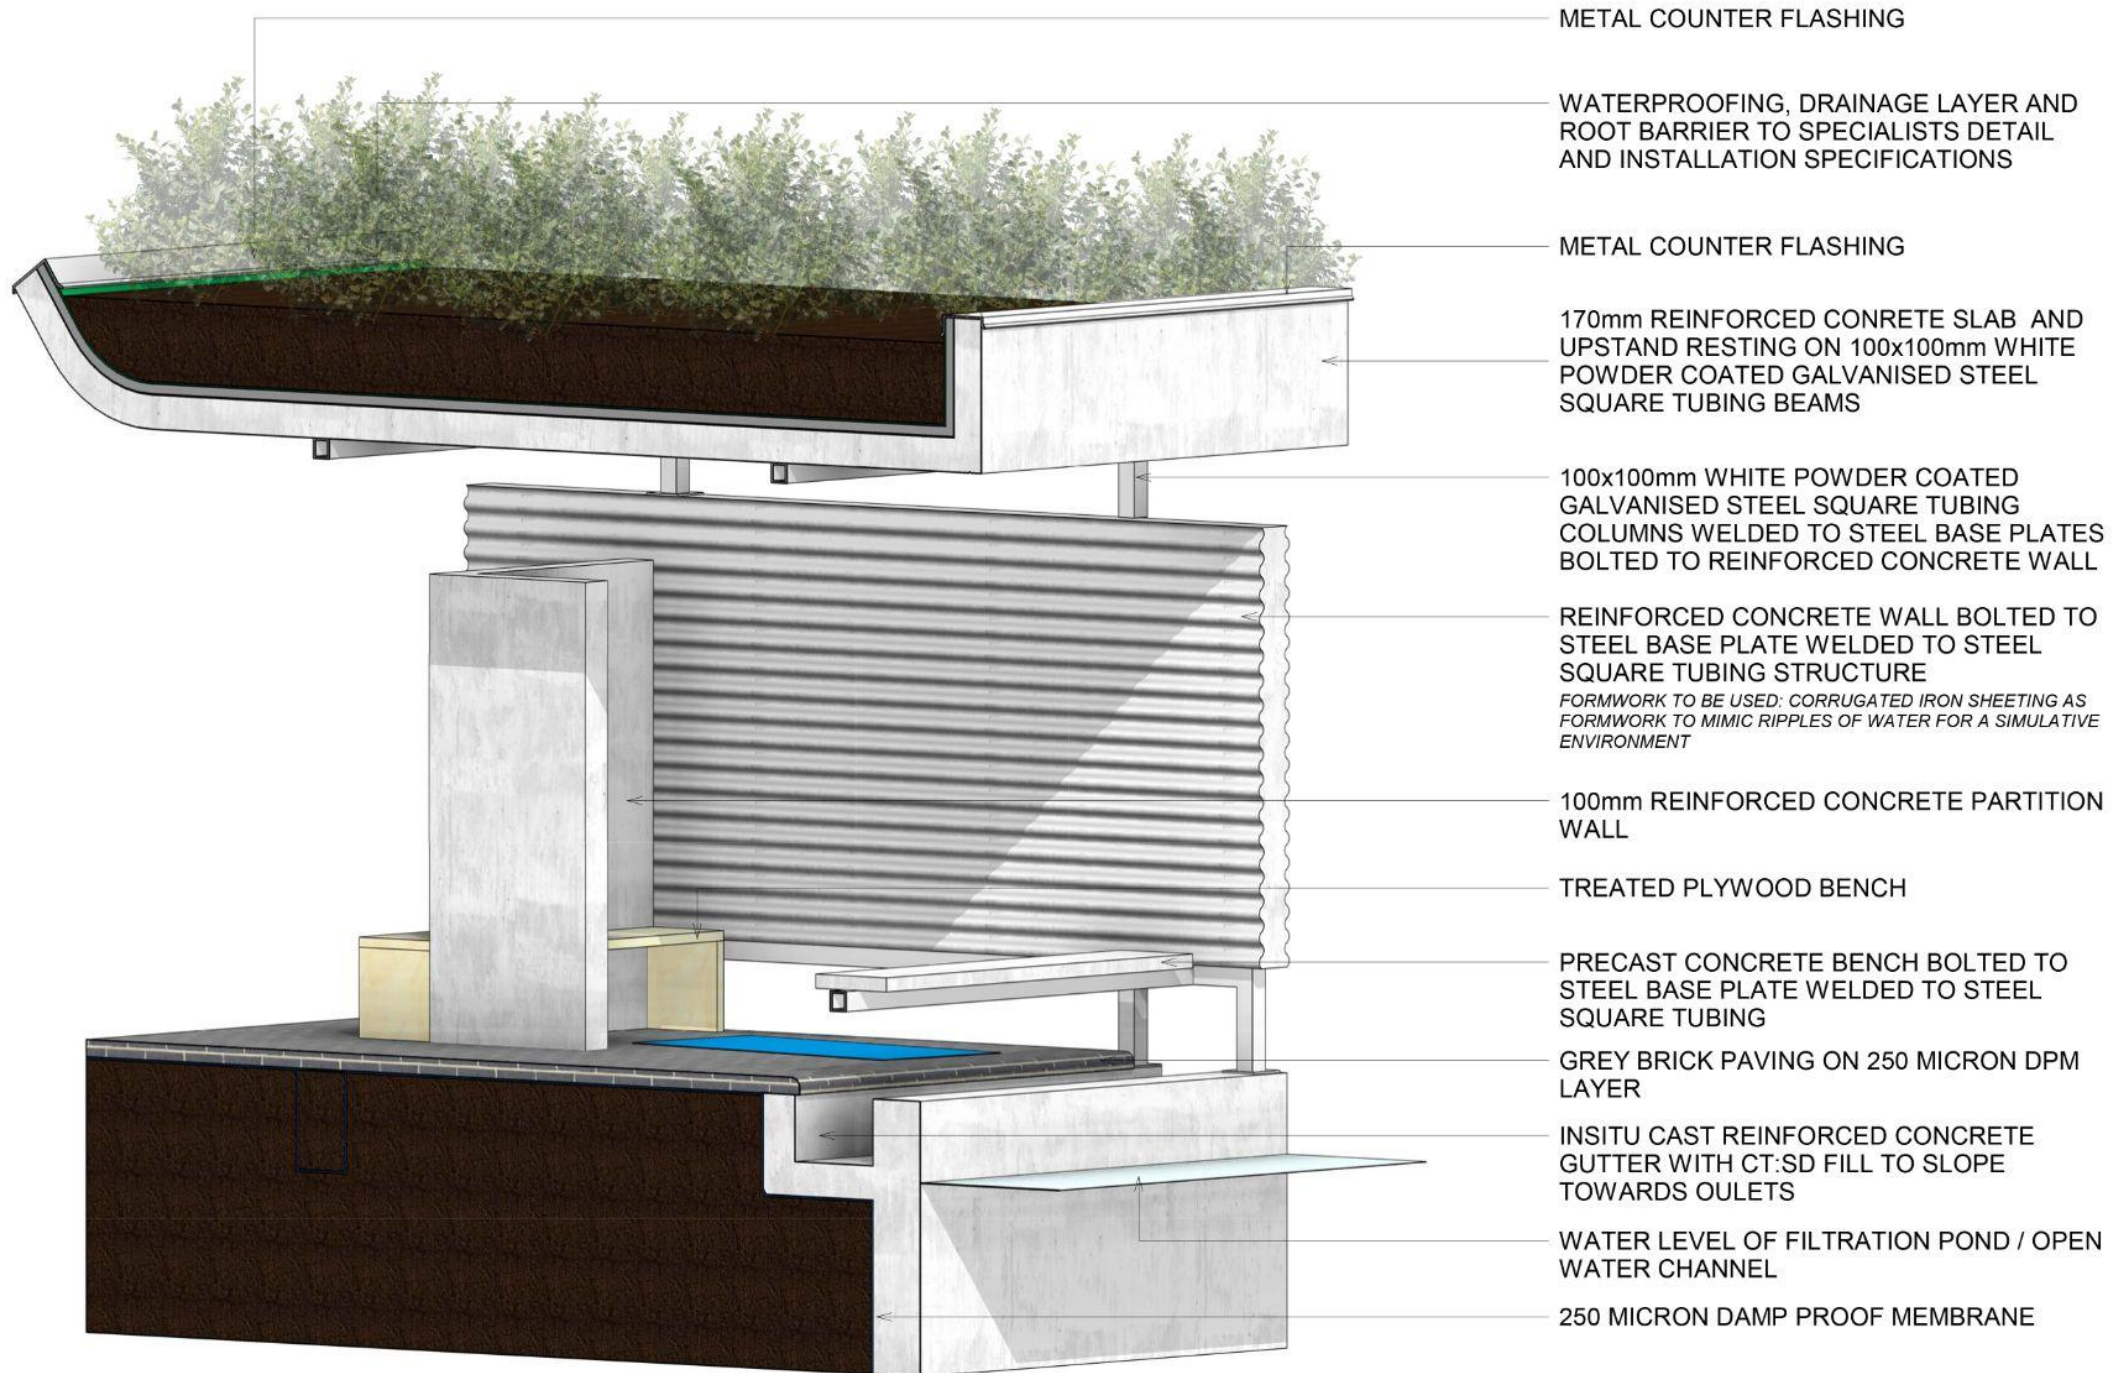 METAL COUNTER FLASHING
WATERPROOFING, DRAINAGE LAYER AND
ROOT BARRIER TO SPECIALISTS DETAIL
AND INSTALLATION SPECIFICATIONS
METAL COUNTER FLASHING
170mm REINFORCED CONRETE SLAB AND
UPSTAND RESTING ON 100x100mm WHITE
POWDER COATED GALVANISED STEEL
SQUARE TUBING BEAMS
100x100mm WHITE POWDER COATED
GALVANISED STEEL SQUARE TUBING
COLUMNS WELDED TO STEEL BASE PLATES
BOLTED TO REINFORCED CONCRETE WALL
REINFORCED CONCRETE WALL BOLTED TO
STEEL BASE PLATE WELDED TO STEEL
SQUARE TUBING STRUCTURE
FORMWORK TO BE USED: CORRUGATED IRON SHEETING AS
FORMWORK TO MIMIC RIPPLES OF WATER FOR A SIMULATIVE
ENVIRONMENT
100mm REINFORCED CONCRETE PARTITION
WALL
TREATED PLYWOOD BENCH
PRECAST CONCRETE BENCH BOLTED TO
STEEL BASE PLATE WELDED TO STEEL
SQUARE TUBING
GREY BRICK PAVING ON 250 MICRON DPM
LAYER
INSITU CAST REINFORCED CONCRETE
GUTTER WITH CT:SD FILL TO SLOPE
TOWARDS OULETS
WATER LEVEL OF FILTRATION POND / OPEN
WATER CHANNEL
250 MICRON DAMP PROOF MEMBRANE